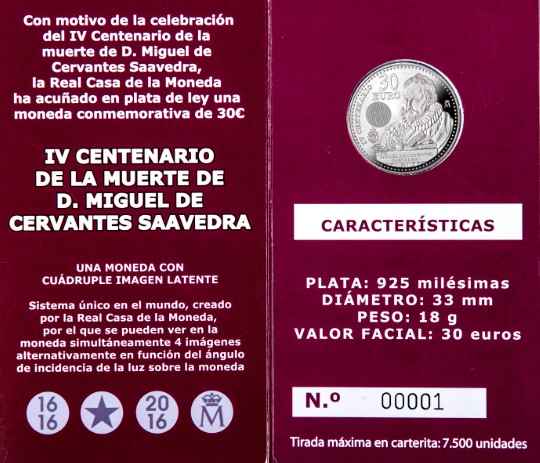 Con motivo de la celebración
del IV Centenario de la
muerte de D. Miguel de
Cervantes Saavedra,
la Real Casa de la Moneda
ha acuñado en plata de ley una
moneda conmemorativa de 30€
IV CENTENARIO
DE LA MUERTE DE
D. MIGUEL DE
CERVANTES SAAVEDRA
UNA MONEDA CON
CUÁDRUPLE IMAGEN LATENTE
Sistema único en el mundo, creado
por la Real Casa de la Moneda,
por el que se pueden ver en la
moneda simultáneamente 4 imágenes
alternativamente en función del ángulo
de incidencia de la luz sobre la moneda
16
16
20
16
M
30
EURO
IV CENTENARIO
CARACTERÍSTICAS
PLATA: 925 milésimas
DIÁMETRO: 33 mm
PESO: 18 g
VALOR FACIAL: 30 euros
N.º 00001
Tirada máxima en carterita: 7.500 unidades